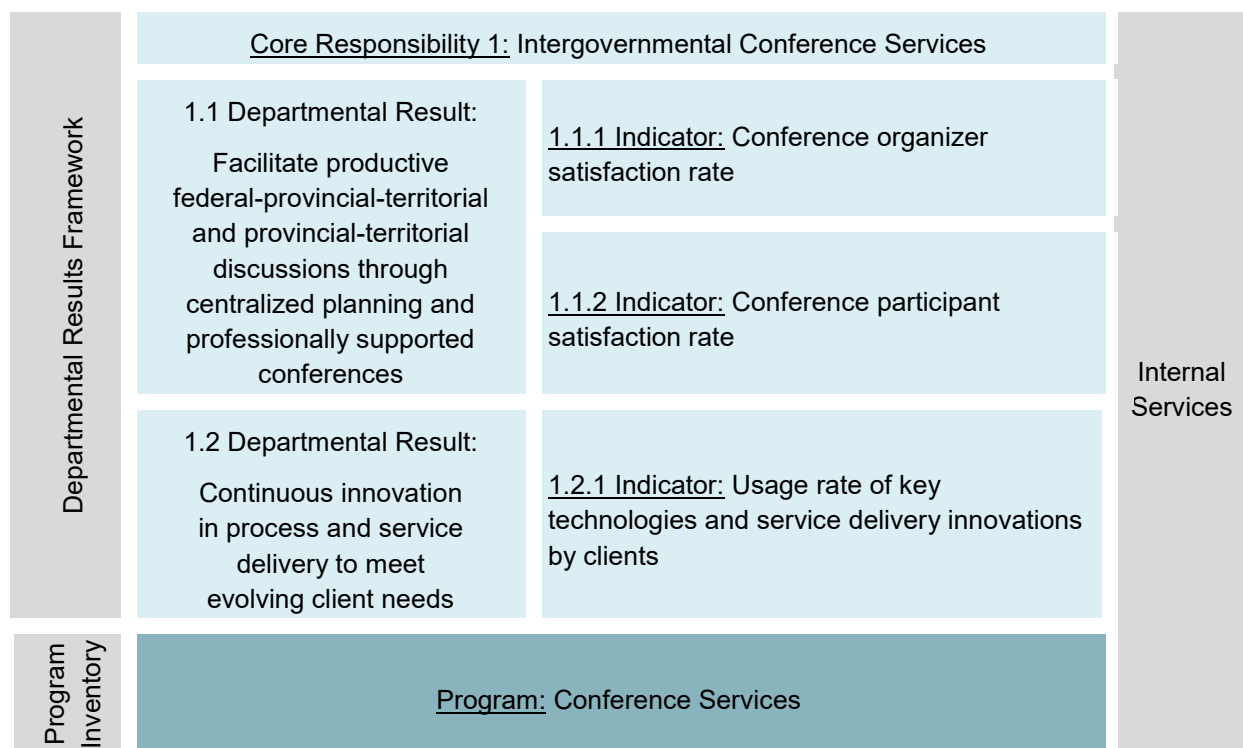 Departmental Results Framework
Core Responsibility 1: Intergovernmental Conference Services
1.1 Departmental Result:
Facilitate productive
federal-provincial-territorial
and provincial-territorial
discussions through
centralized planning and
professionally supported
conferences
1.1.1 Indicator: Conference organizer
satisfaction rate
1.1.2 Indicator: Conference participant
satisfaction rate
1.2 Departmental Result:
Continuous innovation
in process and service
delivery to meet
evolving client needs
1.2.1 Indicator: Usage rate of key
technologies and service delivery innovations
by clients
Internal
Services
Program
Inventory
Program: Conference Services